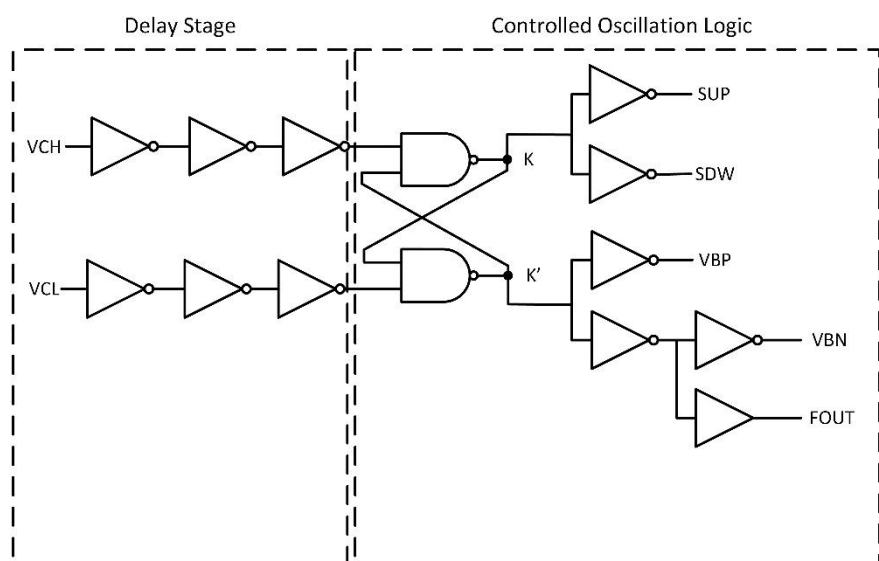 Delay Stage
Controlled Oscillation Logic
VCH
K
SUP
SDW
VCL
K'
VBP
VBN
FOUT